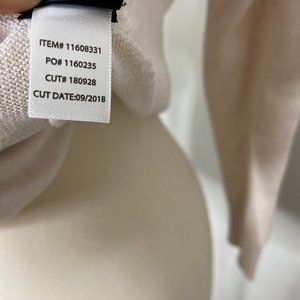 ITEM# 11608331
PO# 1160235
CUT# 180928
CUT DATE:09/2018